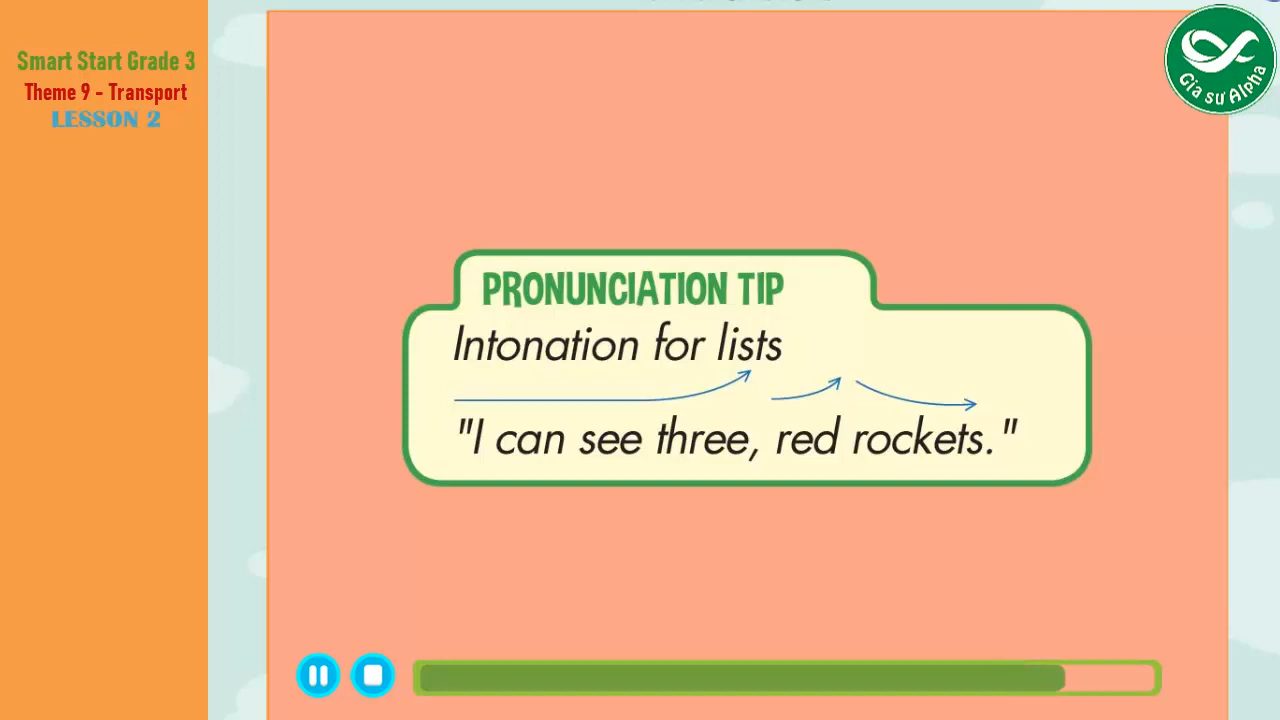 Smart Start Grade 3
Theme 9 - Transport
LESSON 2
Gia sư Alpha
PRONUNCIATION TIP
Intonation for lists
"I can see three, red rockets."